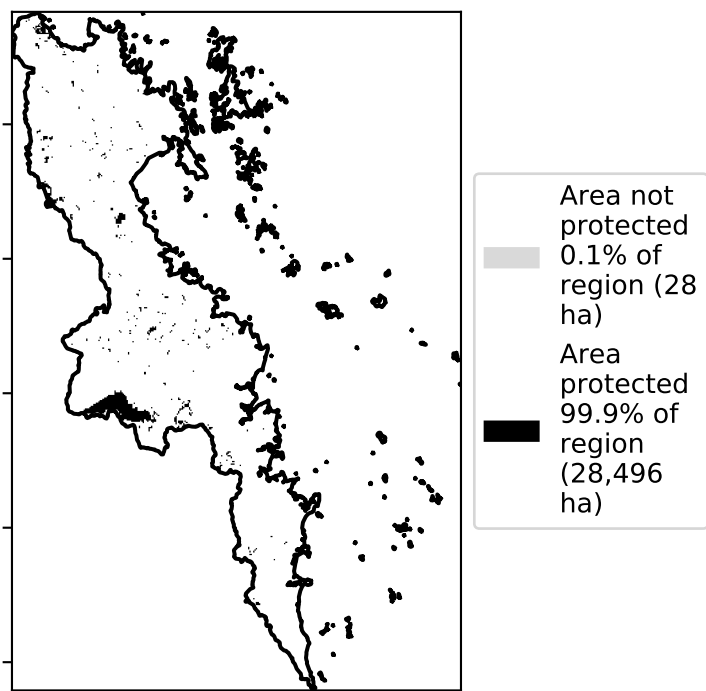 Area not
protected
0.1% of
region (28
ha)
Area
protected
99.9% of
region
(28,496
ha)